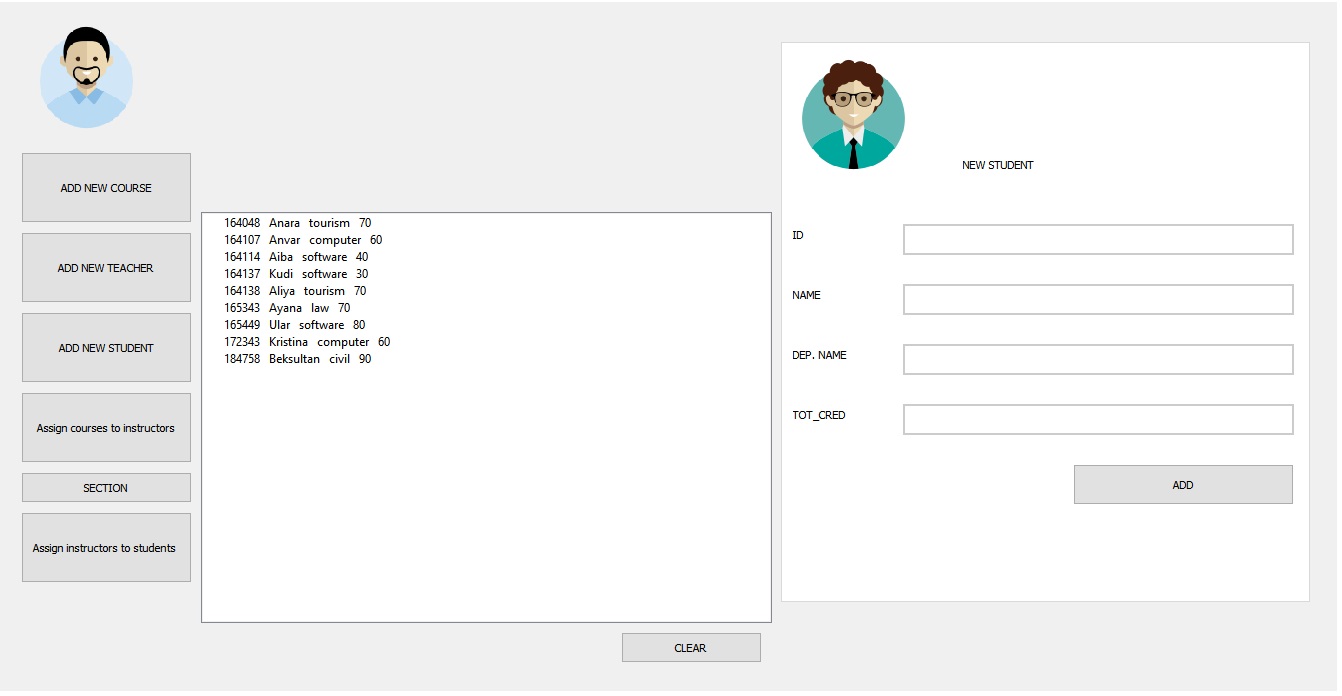 ADD NEW COURSE
ADD NEW TEACHER
ADD NEW STUDENT
Assign courses to instructors
SECTION
Assign instructors to students
164048 Anara tourism 70
164107 Anvar computer 60
164114 Aiba software 40
164137 Kudi software 30
164138 Aliya tourism 70
165343 Ayana law 70
165449 Ular software 80
172343 Kristina computer 60
184758 Beksultan civil 90
CLEAR
NEW STUDENT
ID
NAME
DEP. NAME
TOT_CRED
ADD